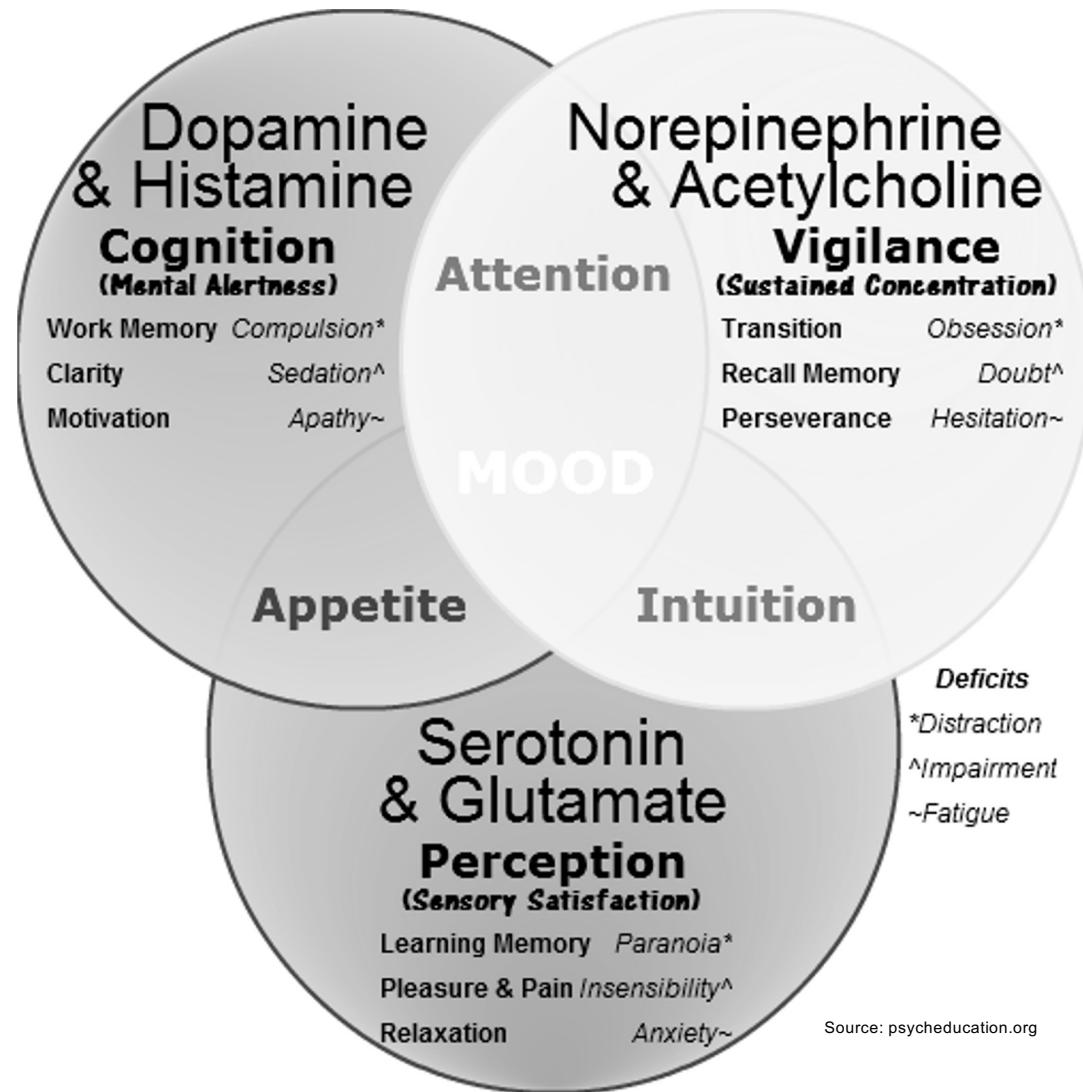 Dopamine
& Histamine
Cognition
(Mental Alertness)
Work Memory Compulsion*
Clarity Sedation^
Motivation Apathy~
Norepinephrine
& Acetylcholine
Vigilance
(Sustained Concentration)
Transition Obsession*
Recall Memory Doubt^
Perseverance Hesitation~
Attention
MOOD
Appetite
Intuition
Serotonin
& Glutamate
Perception
(Sensory Satisfaction)
Learning Memory Paranoia*
Pleasure & Pain Insensibility^
Relaxation Anxiety~
Deficits
*Distraction
^Impairment
~Fatigue
Source: psycheducation.org